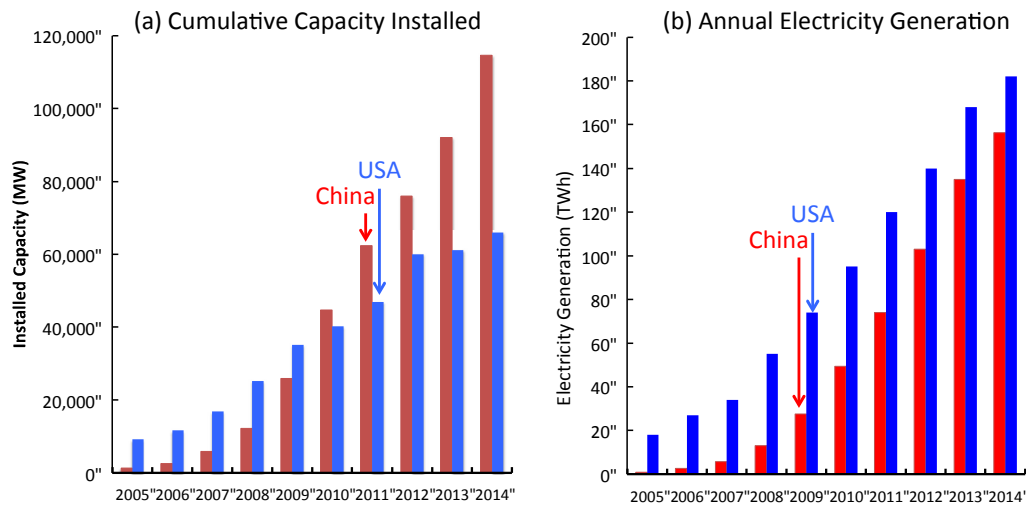 (a) Cumulative Capacity Installed
120,000"
100,000"
80,000"
60,000"
40,000"
20,000"
0"
Installed Capacity (MW)
USA
China
2005" 2006" 2007" 2008" 2009" 2010" 2011" 2012" 2013" 2014"
(b) Annual Electricity Generation
200"
180"
160"
140"
120"
100"
80"
60"
40"
20"
0"
Electricity Generation (TWh)
USA
China
2005" 2006" 2007" 2008" 2009" 2010" 2011" 2012" 2013" 2014"